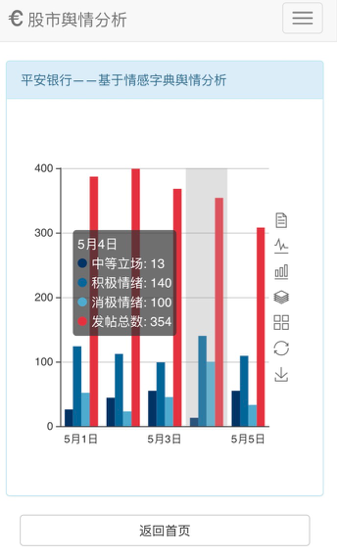 € 股市舆情分析
平安银行——基于情感字典舆情分析
400
300
200
100
0
5月4日
中等立场: 13
积极情绪: 140
消极情绪: 100
发帖总数: 354
5月1日 5月3日 5月5日
返回首页